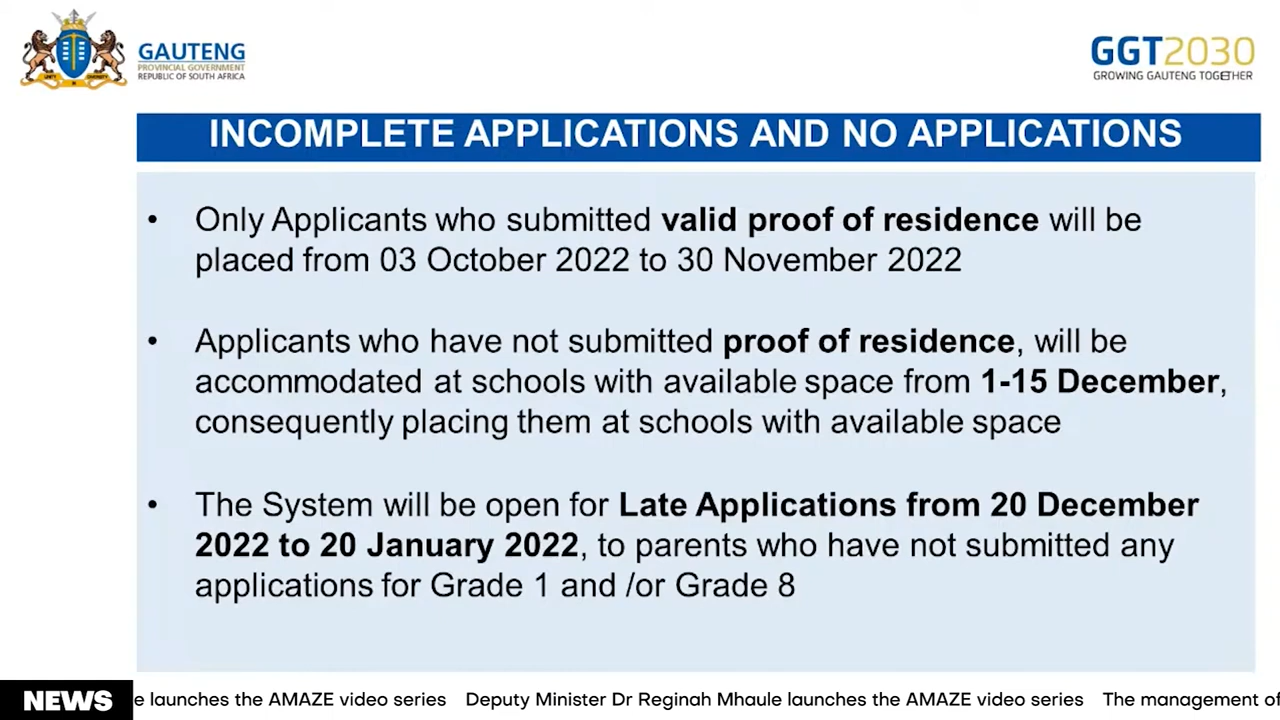 GAUTENG
PROVINCIAL GOVERNMENT
REPUBLIC OF SOUTH AFRICA
UNITY IN DIVERSITY
GGT2030
GROWING GAUTENG TOGETHER
INCOMPLETE APPLICATIONS AND NO APPLICATIONS
• Only Applicants who submitted valid proof of residence will be
placed from 03 October 2022 to 30 November 2022
• Applicants who have not submitted proof of residence, will be
accommodated at schools with available space from 1-15 December,
consequently placing them at schools with available space
• The System will be open for Late Applications from 20 December
2022 to 20 January 2022, to parents who have not submitted any
applications for Grade 1 and /or Grade 8
NEWS e launches the AMAZE video series Deputy Minister Dr Reginah Mhaule launches the AMAZE video series The management of